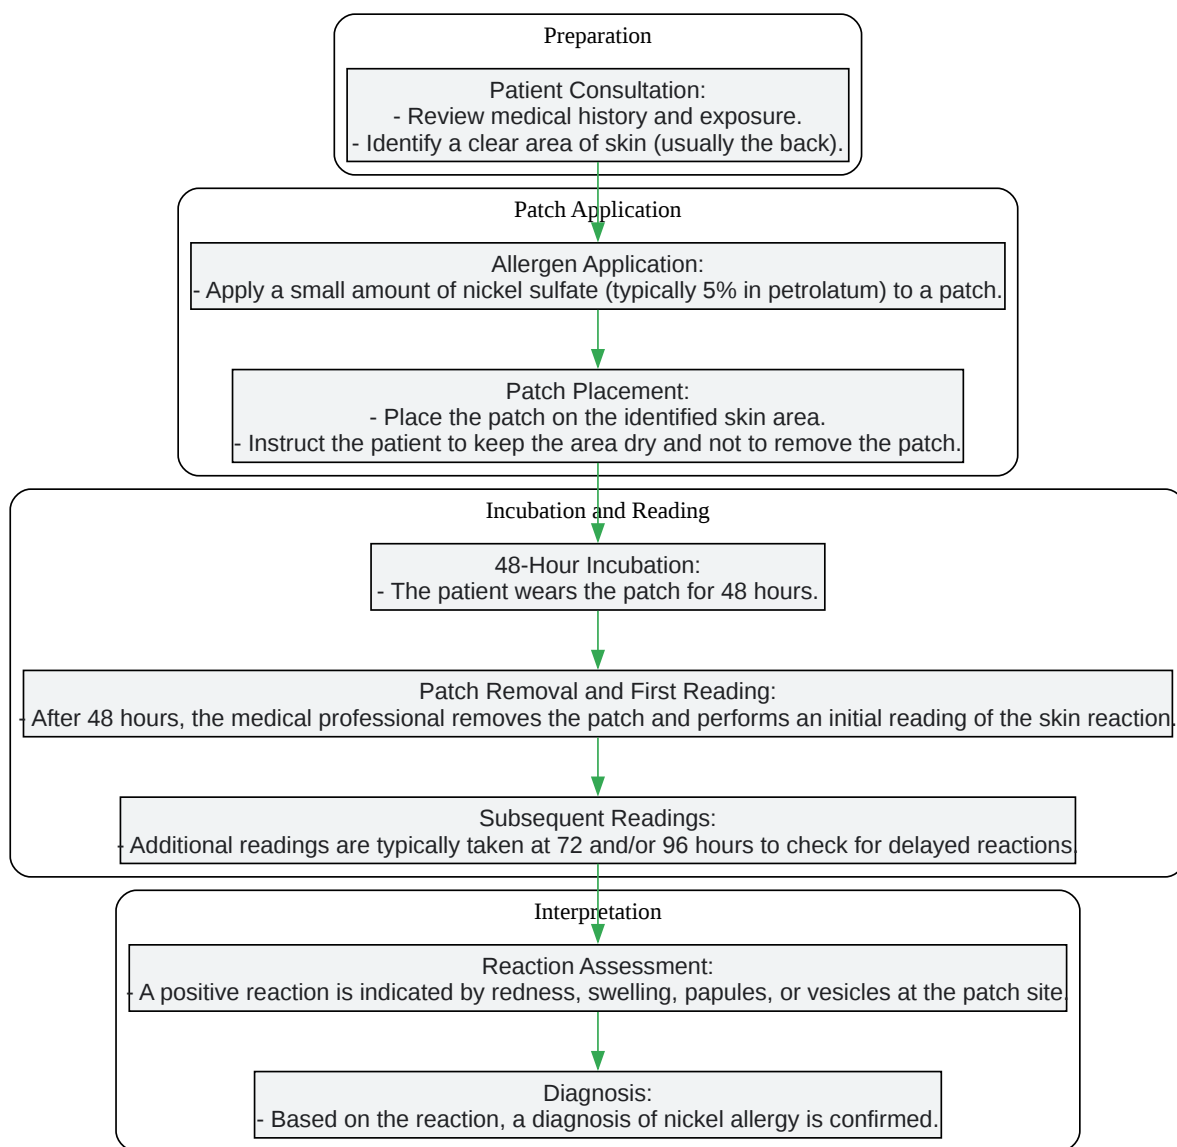 Preparation
Patient Consultation:
- Review medical history and exposure.
- Identify a clear area of skin (usually the back).
Patch Application
Allergen Application:
- Apply a small amount of nickel sulfate (typically 5% in petrolatum) to a patch.
Patch Placement:
- Place the patch on the identified skin area.
- Instruct the patient to keep the area dry and not to remove the patch.
Incubation and Reading
48-Hour Incubation:
- The patient wears the patch for 48 hours.
Patch Removal and First Reading:
- After 48 hours, the medical professional removes the patch and performs an initial reading of the skin reaction.
Subsequent Readings:
- Additional readings are typically taken at 72 and/or 96 hours to check for delayed reactions.
Interpretation
Reaction Assessment:
- A positive reaction is indicated by redness, swelling, papules, or vesicles at the patch site.
Diagnosis:
- Based on the reaction, a diagnosis of nickel allergy is confirmed.